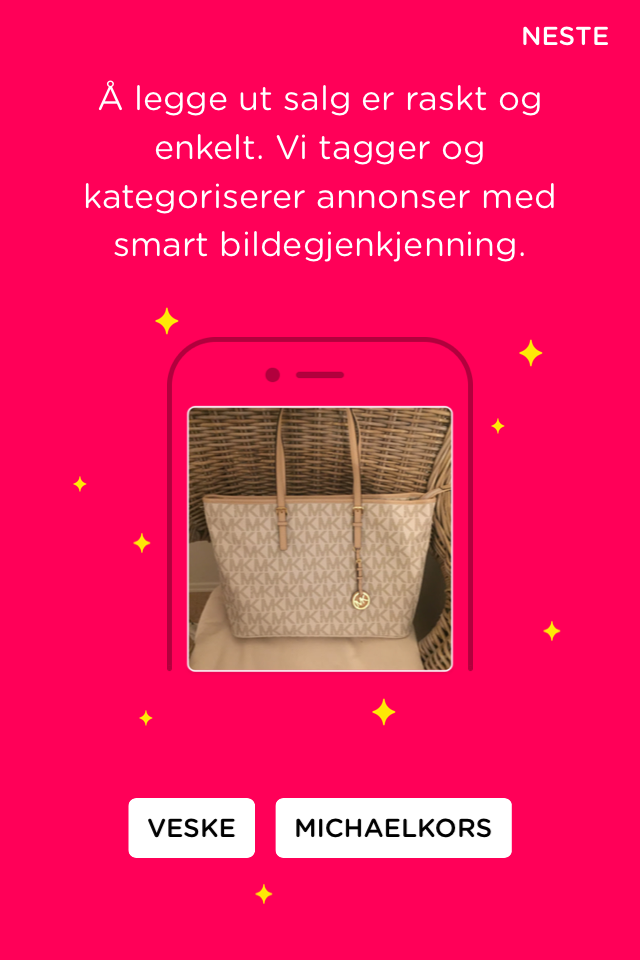 NESTE
Å legge ut salg er raskt og
enkelt. Vi tagger og
kategoriserer annonser med
smart bildegjenkjenning.
VESKE
MICHAELKORS